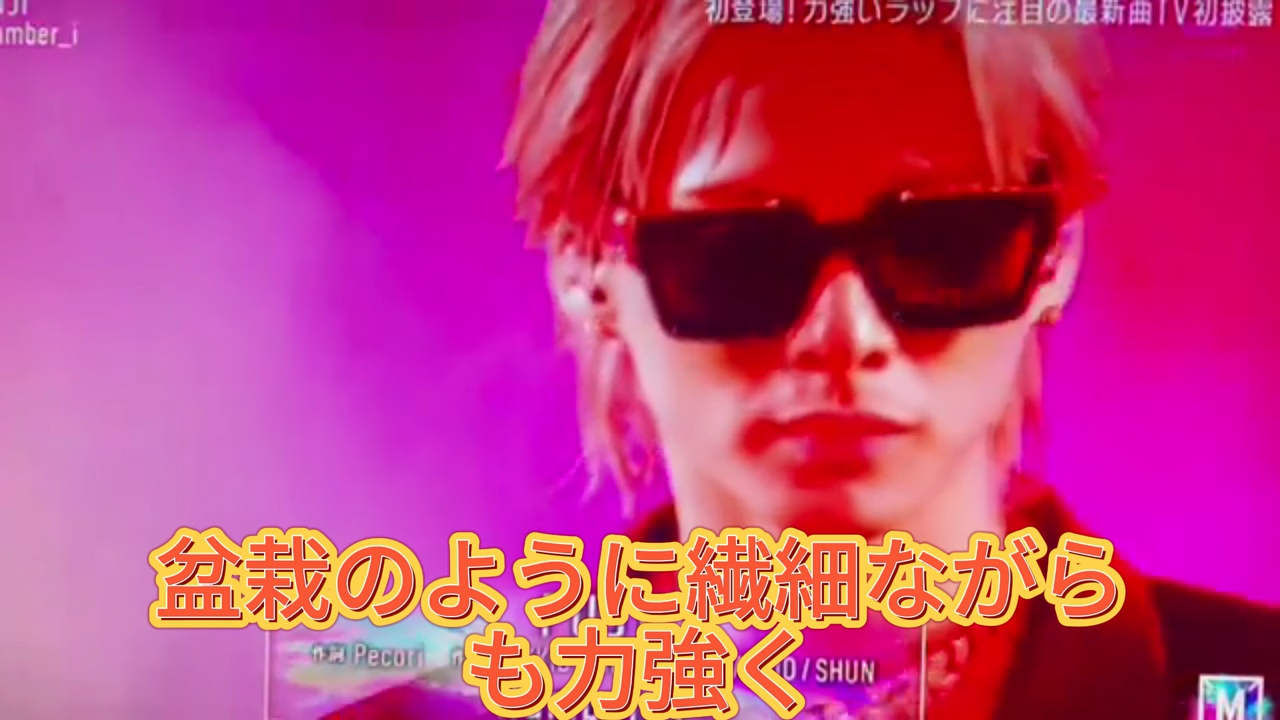 mber_i
初登場!力強いラップに注目の最新曲TV初披露
盆栽のように繊細ながら
も力強く
作詞 Pecori
/ SHUN
M